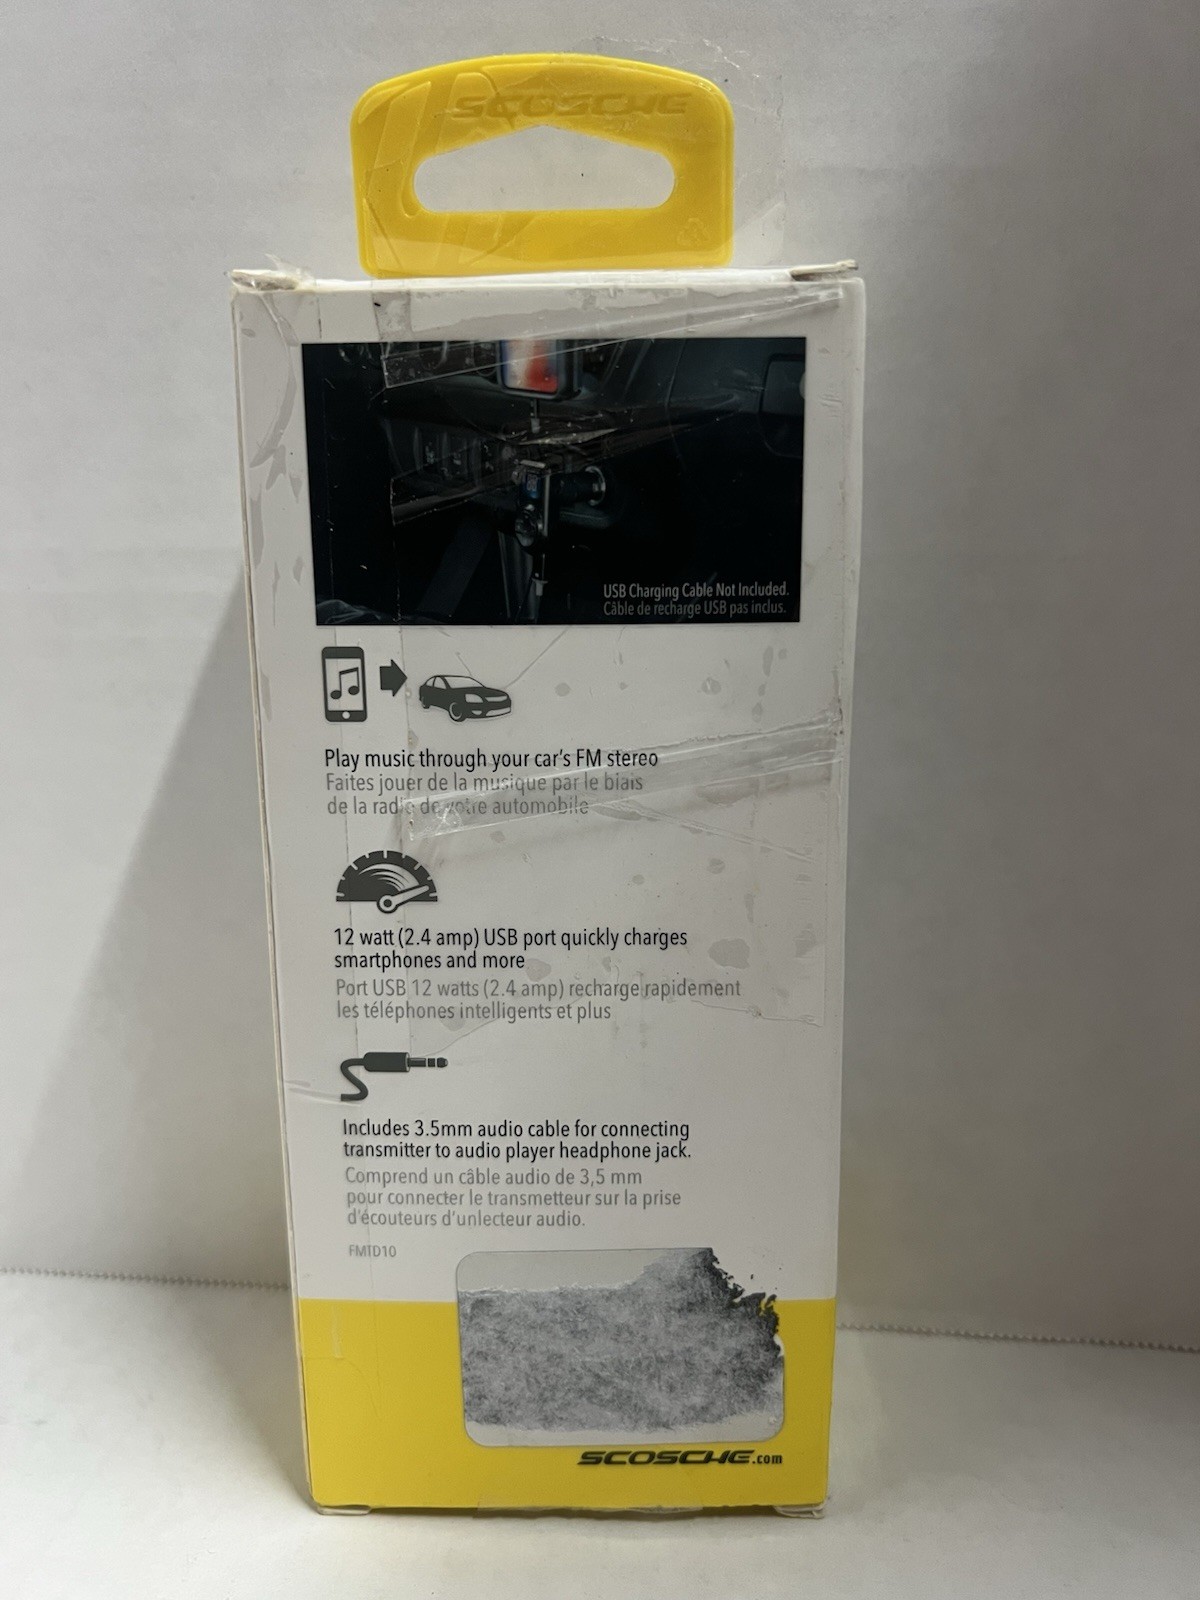 SCOSCHE
USB Charging Cable Not Included.
Câble de recharge USB pas inclus.
Play music through your car's FM stereo
Faites jouer de la musique par le biais
de la radio de votre automobile
12 watt (2.4 amp) USB port quickly charges
smartphones and more
Port USB 12 watts (2.4 amp) recharge rapidement
les téléphones intelligents et plus
Includes 3.5mm audio cable for connecting
transmitter to audio player headphone jack.
Comprend un câble audio de 3,5 mm
pour connecter le transmetteur sur la prise
d'écouteurs d'unlecteur audio.
FMTD10
SCOSCHE.com